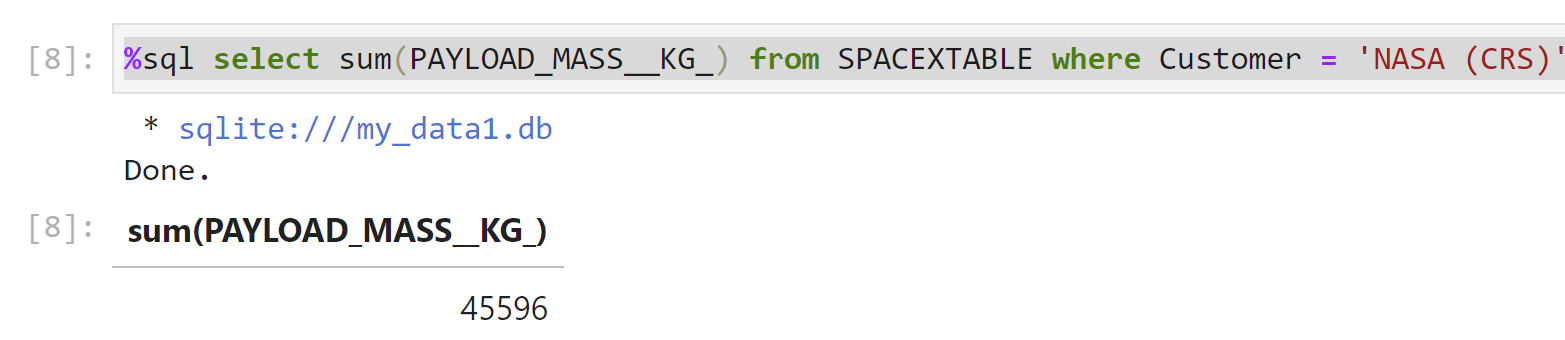 [8]: %sql select sum(PAYLOAD_MASS__KG_) from SPACEXTABLE where Customer = 'NASA (CRS)'
* sqlite:///my_data1.db
Done.
[8]: sum(PAYLOAD_MASS__KG_)
45596